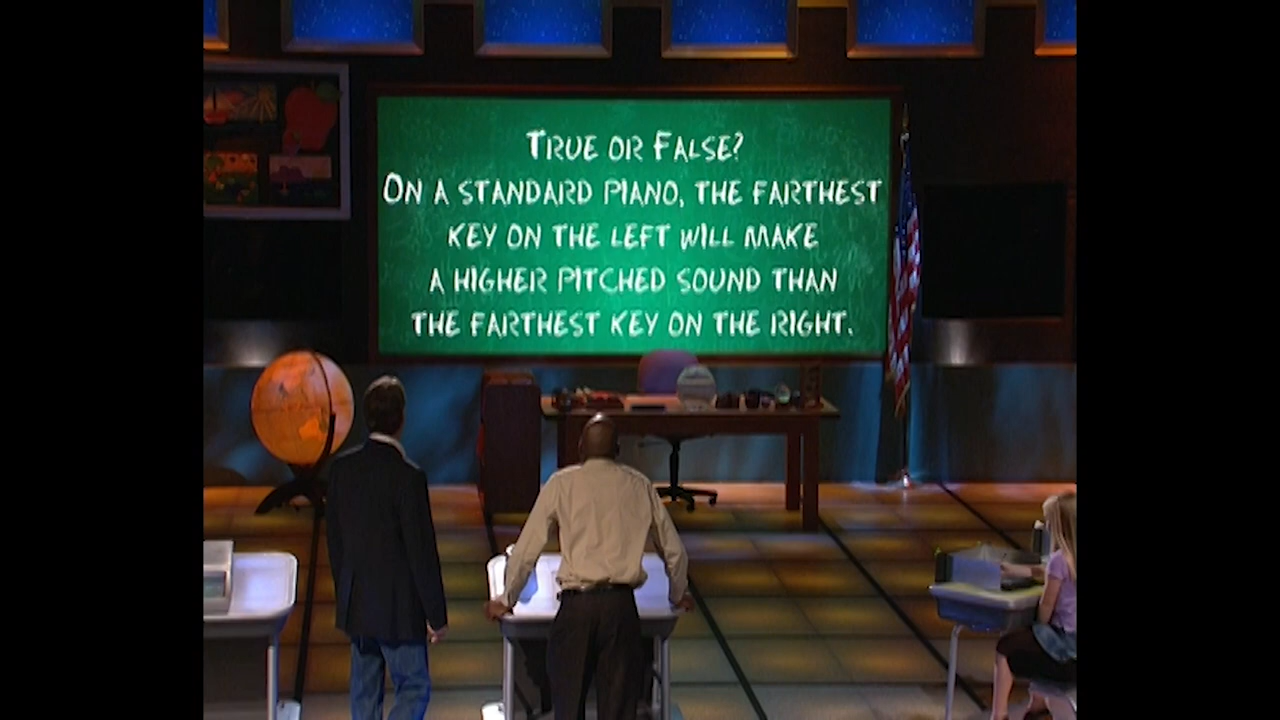 True or False?
On a standard piano, the farthest
key on the left will make
a higher pitched sound than
the farthest key on the right.